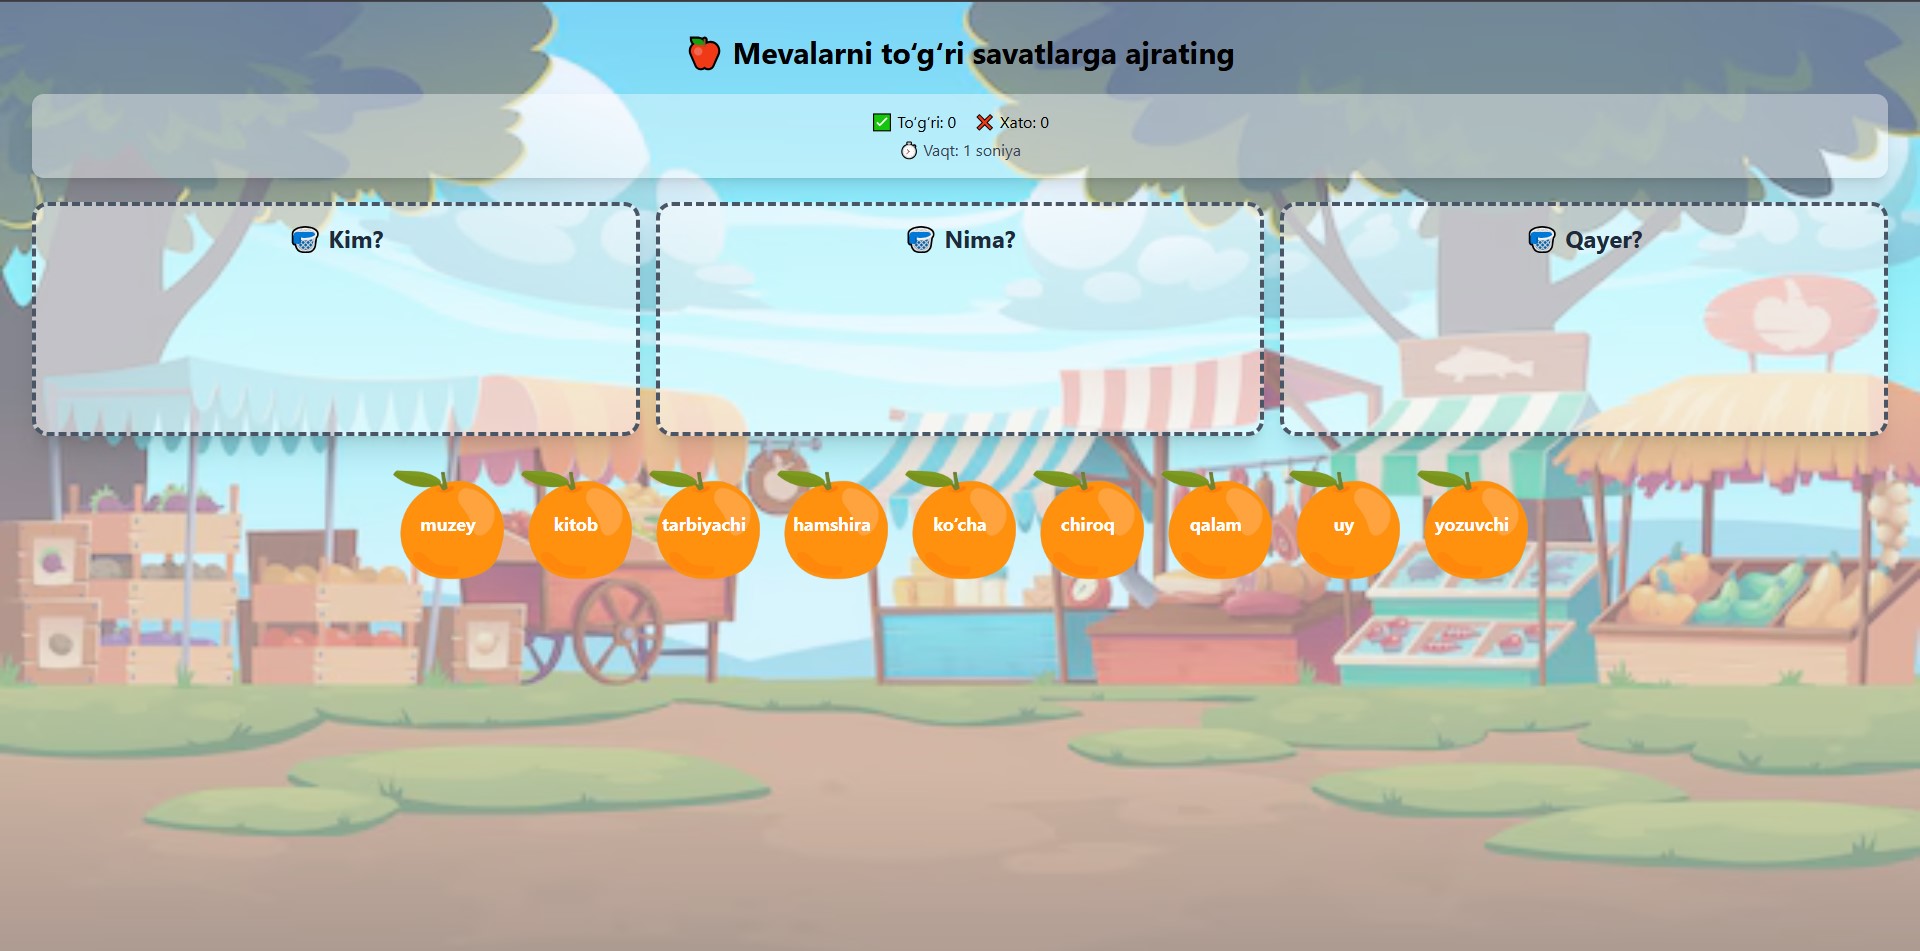 Mevalarni to‘g‘ri savatlarga ajrating
To‘g‘ri: 0 Xato: 0
Vaqt: 1 soniya
Kim? Nima? Qayer?
muzey kitob tarbiyachi hamshira ko‘cha chiroq qalam uy yozuvchi